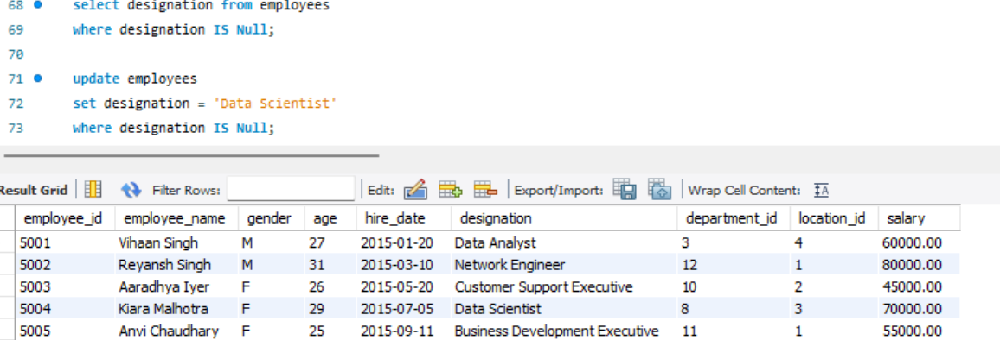 68 select designation from employees
69 where designation IS Null;
70
71 update employees
72 set designation = 'Data Scientist'
73 where designation IS Null;
Result Grid Filter Rows: Edit: Export/Import: Wrap Cell Content: IA
employee_id employee_name gender age hire_date designation department_id location_id salary
5001 Vihaan Singh M 27 2015-01-20 Data Analyst 3 4 60000.00
5002 Reyansh Singh M 31 2015-03-10 Network Engineer 12 1 80000.00
5003 Aaradhya Iyer F 26 2015-05-20 Customer Support Executive 10 2 45000.00
5004 Kiara Malhotra F 29 2015-07-05 Data Scientist 8 3 70000.00
5005 Anvi Chaudhary F 25 2015-09-11 Business Development Executive 11 1 55000.00